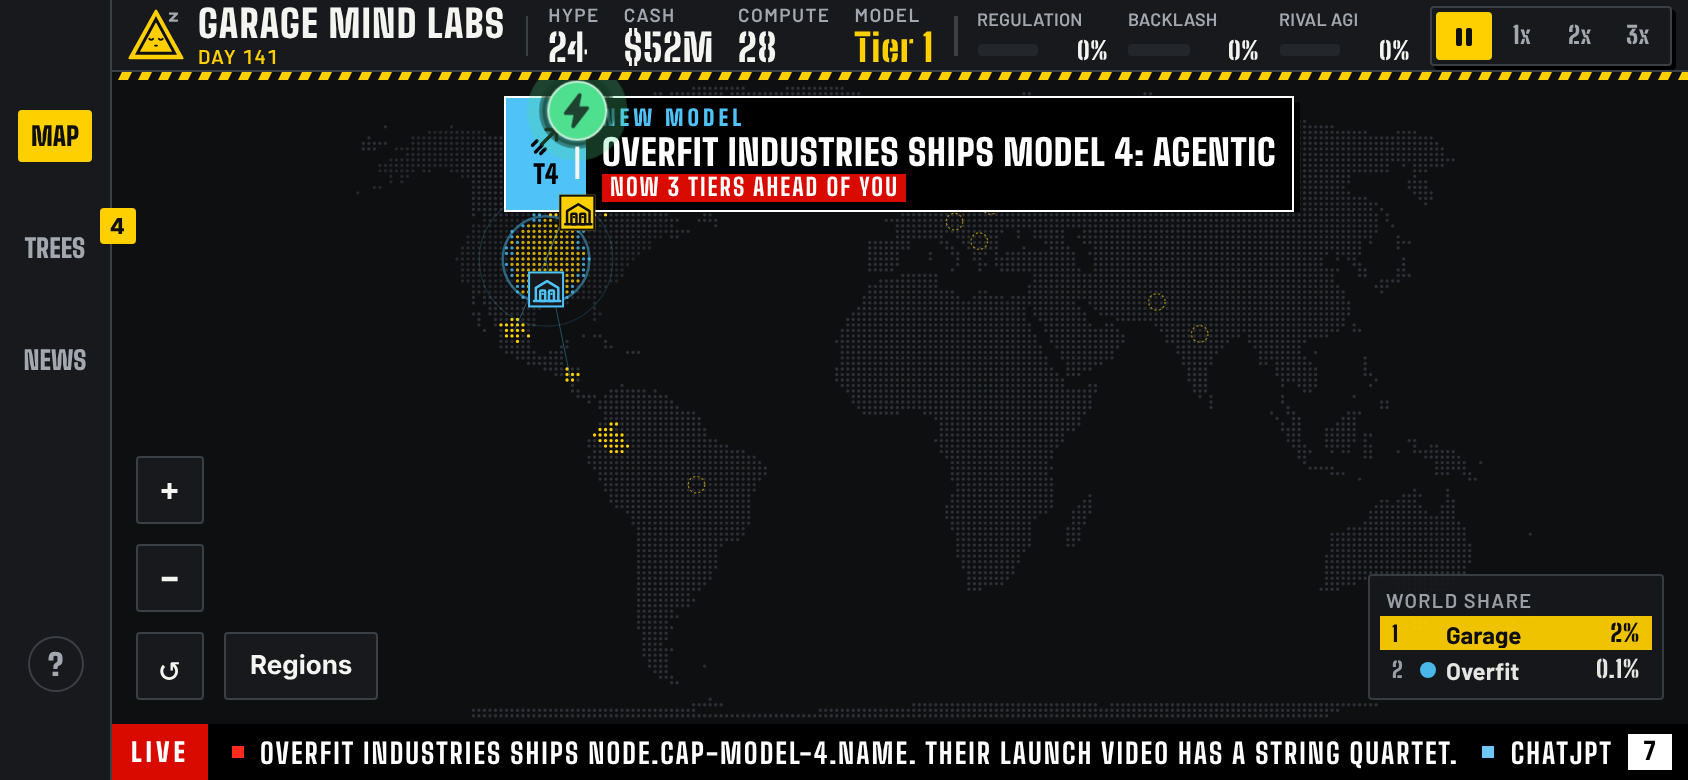 GARAGE MIND LABS
DAY 141
HYPE
24
CASH
$52M
COMPUTE
28
MODEL
Tier 1
REGULATION
0%
BACKLASH
0%
RIVAL AGI
0%
1x
2x
3x
MAP
TREES
4
NEWS
?
NEW MODEL
OVERFIT INDUSTRIES SHIPS MODEL 4: AGENTIC
NOW 3 TIERS AHEAD OF YOU
T4
+
−
↺
Regions
WORLD SHARE
1 Garage 2%
2 Overfit 0.1%
LIVE
OVERFIT INDUSTRIES SHIPS NODE.CAP-MODEL-4.NAME. THEIR LAUNCH VIDEO HAS A STRING QUARTET. CHATJPT
7